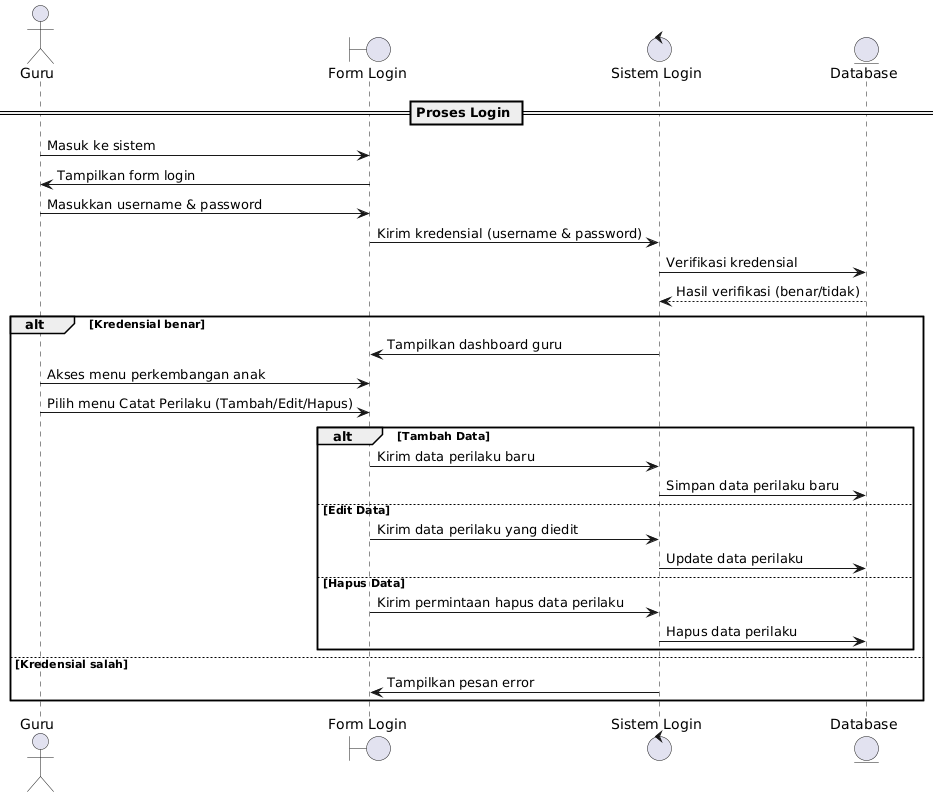 Guru
Form Login
Sistem Login
Database
Proses Login
Masuk ke sistem
Tampilkan form login
Masukkan username & password
Kirim kredensial (username & password)
Verifikasi kredensial
Hasil verifikasi (benar/tidak)
alt [Kredensial benar]
Tampilkan dashboard guru
Akses menu perkembangan anak
Pilih menu Catat Perilaku (Tambah/Edit/Hapus)
alt [Tambah Data]
Kirim data perilaku baru
Simpan data perilaku baru
[Edit Data]
Kirim data perilaku yang diedit
Update data perilaku
[Hapus Data]
Kirim permintaan hapus data perilaku
Hapus data perilaku
[Kredensial salah]
Tampilkan pesan error
Guru
Form Login
Sistem Login
Database